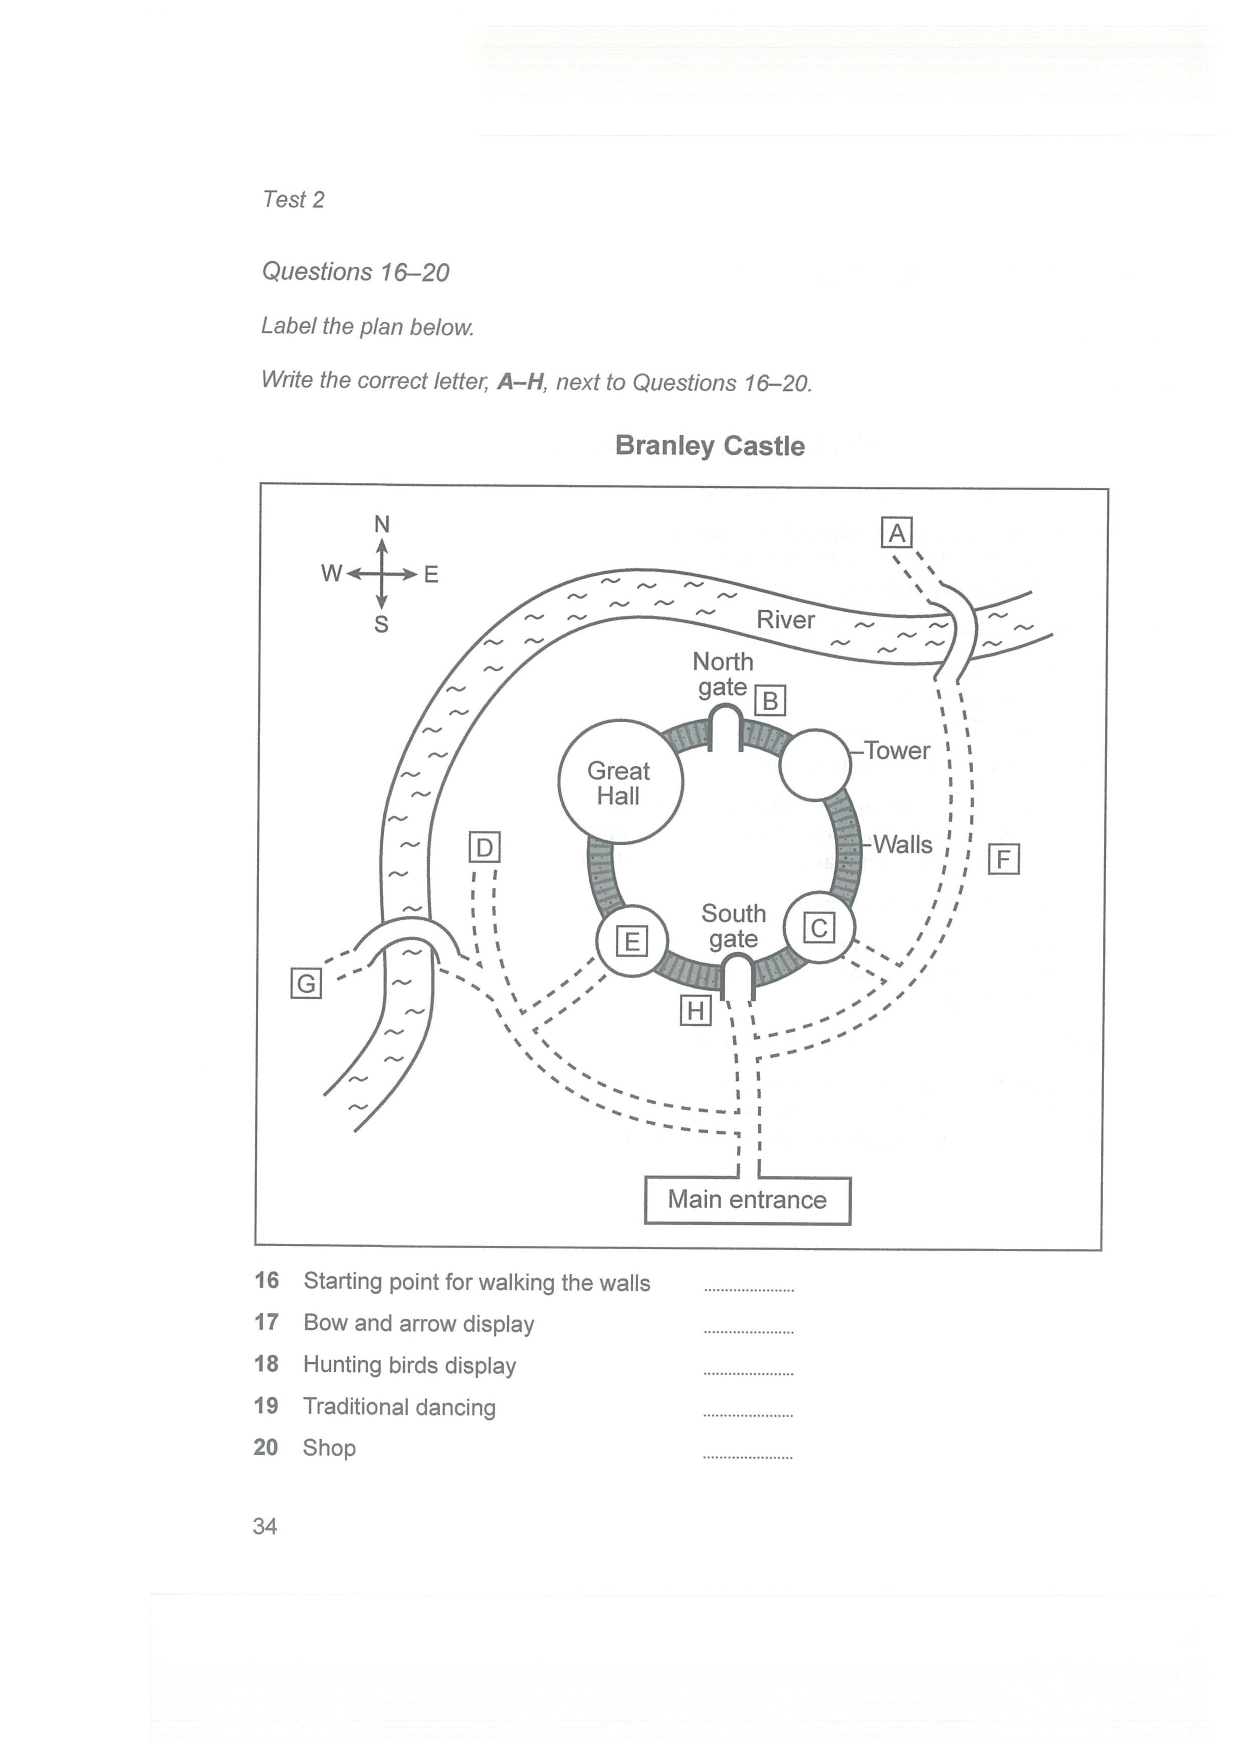 Test 2
Questions 16–20
Label the plan below.
Write the correct letter, A–H, next to Questions 16–20.
Branley Castle
N
W E
S
A
River
North
gate
B
Great
Hall
Tower
Walls
D
F
South
gate
C
E
G
H
Main entrance
16 Starting point for walking the walls ......................
17 Bow and arrow display ......................
18 Hunting birds display ......................
19 Traditional dancing ......................
20 Shop ......................
34